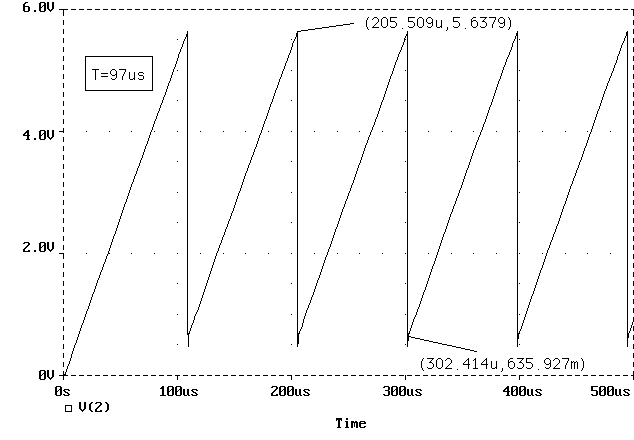 6.0V
(205.509u,5.6379)
T=97us
4.0V
2.0V
(302.414u,635.927m)
0V
0s 100us 200us 300us 400us 500us
V(2)
Time